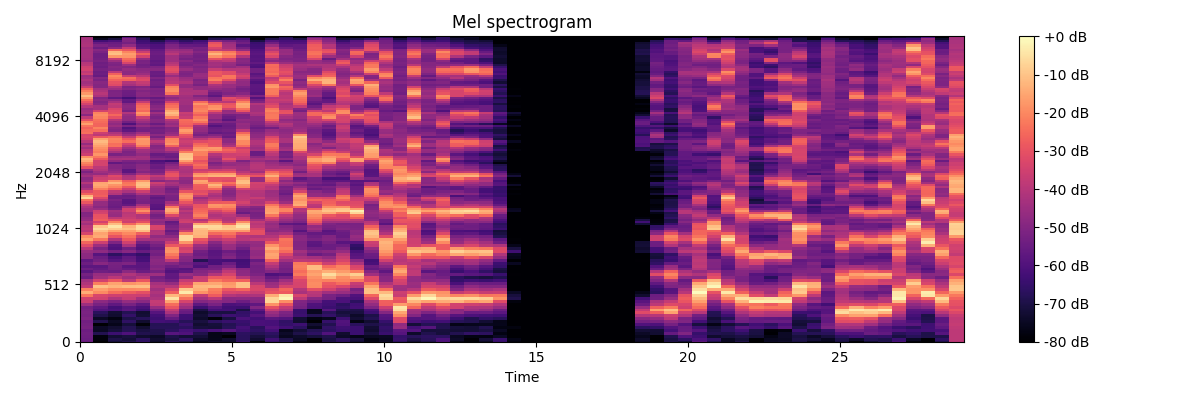 Mel spectrogram
+0 dB
8192
-10 dB
4096
-20 dB
-30 dB
2048
-40 dB
Hz
1024
-50 dB
512
-60 dB
-70 dB
0
-80 dB
0 5 10 15 20 25
Time